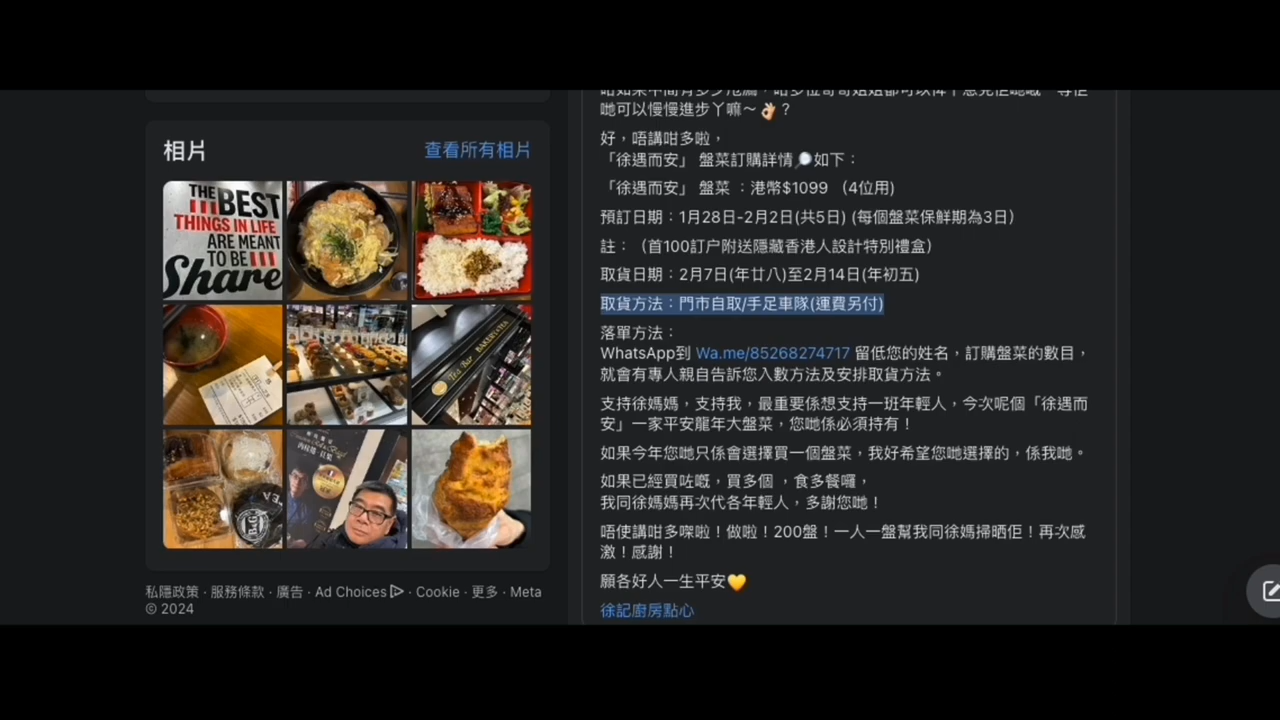 相片
查看所有相片
THE BEST
THINGS IN LIFE
ARE MEANT
TO BE
Share
Tea Bar BAKERY & TEA
私隱政策 · 服務條款 · 廣告 · Ad Choices · Cookie · 更多 · Meta
© 2024
哋可以慢慢進步丫嘛～👌🏻？
好，唔講咁多啦，
「徐遇而安」 盤菜訂購詳情🔎如下：
「徐遇而安」 盤菜 ：港幣$1099 （4位用)
預訂日期：1月28日-2月2日(共5日) (每個盤菜保鮮期為3日）
註：（首100訂户附送隱藏香港人設計特別禮盒）
取貨日期：2月7日(年廿八)至2月14日(年初五)
取貨方法：門市自取/手足車隊(運費另付)
落單方法：
WhatsApp到 Wa.me/85268274717 留低您的姓名，訂購盤菜的數目，
就會有專人親自告訴您入數方法及安排取貨方法。
支持徐媽媽，支持我，最重要係想支持一班年輕人，今次呢個「徐遇而
安」一家平安龍年大盤菜，您哋係必須持有！
如果今年您哋只係會選擇買一個盤菜，我好希望您哋選擇的，係我哋。
如果已經買咗嘅，買多個 ，食多餐囉，
我同徐媽媽再次代各年輕人，多謝您哋！
唔使講咁多㗎啦！做啦！200盤！一人一盤幫我同徐媽掃晒佢！再次感
激！感謝！
願各好人一生平安💛
徐記廚房點心